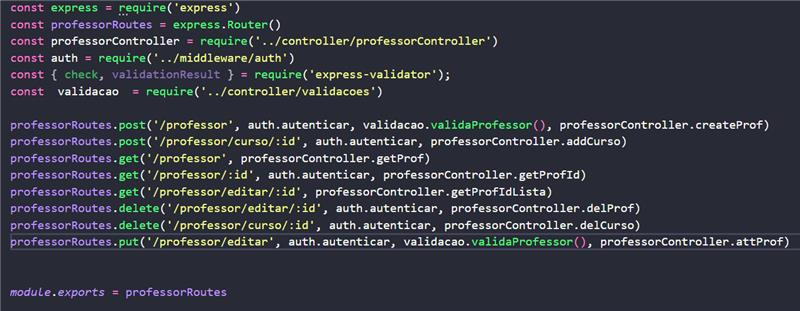 const express = require('express')
const professorRoutes = express.Router()
const professorController = require('../controller/professorController')
const auth = require('../middleware/auth')
const { check, validationResult } = require('express-validator');
const  validacao  = require('../controller/validacoes')
professorRoutes.post('/professor', auth.autenticar, validacao.validaProfessor(), professorController.createProf)
professorRoutes.post('/professor/curso/:id', auth.autenticar, professorController.addCurso)
professorRoutes.get('/professor', professorController.getProf)
professorRoutes.get('/professor/:id', auth.autenticar, professorController.getProfId)
professorRoutes.get('/professor/editar/:id', professorController.getProfIdLista)
professorRoutes.delete('/professor/editar/:id', auth.autenticar, professorController.delProf)
professorRoutes.delete('/professor/curso/:id', auth.autenticar, professorController.delCurso)
professorRoutes.put('/professor/editar', auth.autenticar, validacao.validaProfessor(), professorController.attProf)
module.exports = professorRoutes